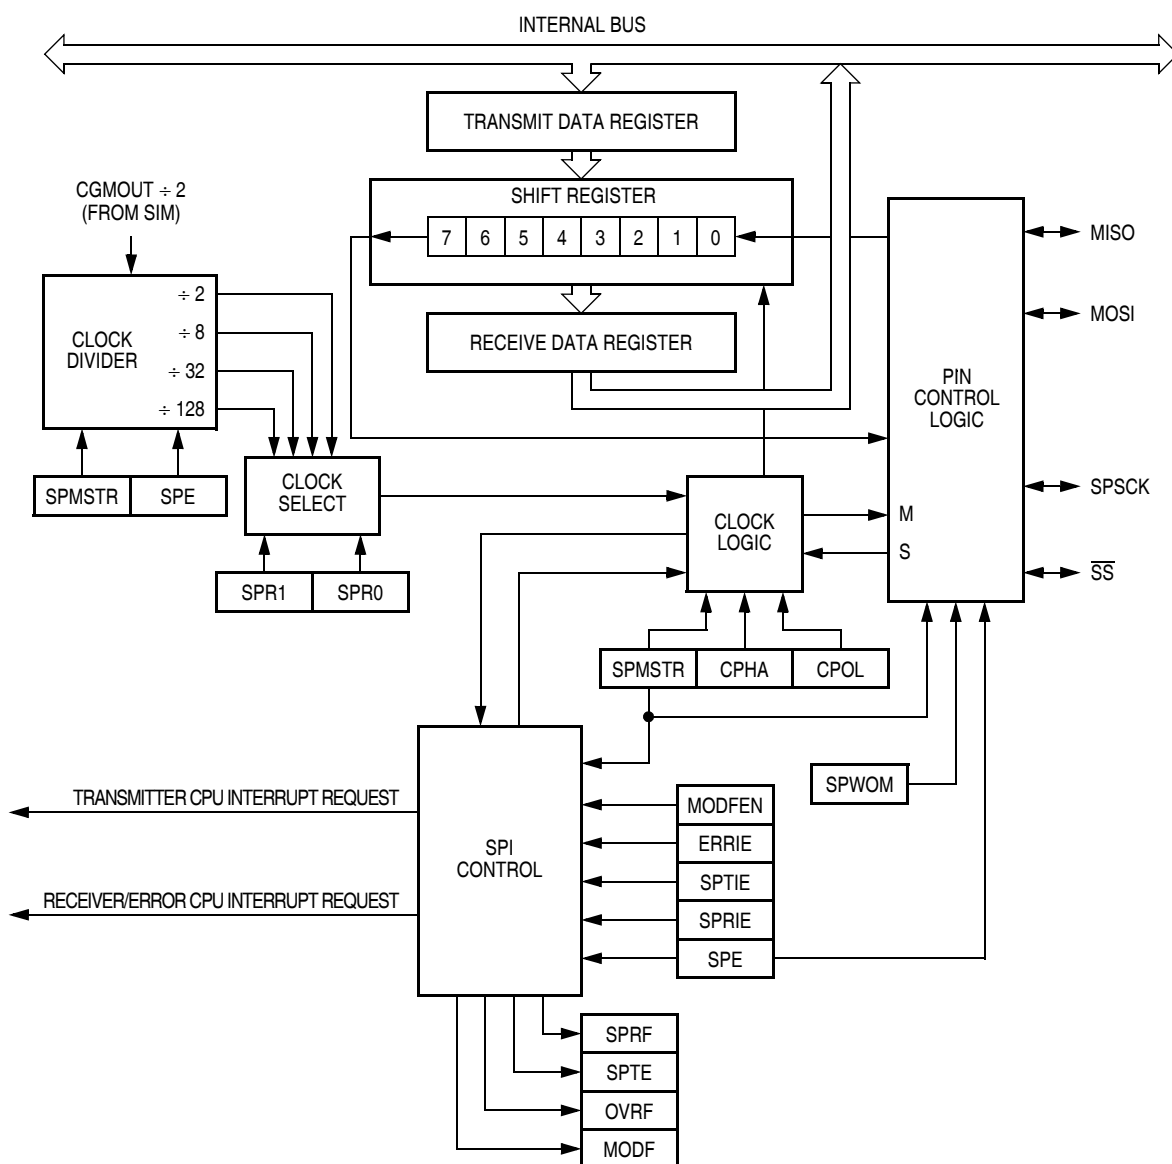 INTERNAL BUS
TRANSMIT DATA REGISTER
CGMOUT ÷ 2
(FROM SIM)
SHIFT REGISTER
7 6 5 4 3 2 1 0
MISO
MOSI
÷ 2
÷ 8
÷ 32
÷ 128
CLOCK
DIVIDER
RECEIVE DATA REGISTER
PIN
CONTROL
LOGIC
SPMSTR SPE
CLOCK
SELECT
SPSCK
CLOCK
LOGIC
M
S
SS
SPR1 SPR0
SPMSTR CPHA CPOL
SPWOM
TRANSMITTER CPU INTERRUPT REQUEST
RECEIVER/ERROR CPU INTERRUPT REQUEST
SPI
CONTROL
MODFEN
ERRIE
SPTIE
SPRIE
SPE
SPRF
SPTE
OVRF
MODF